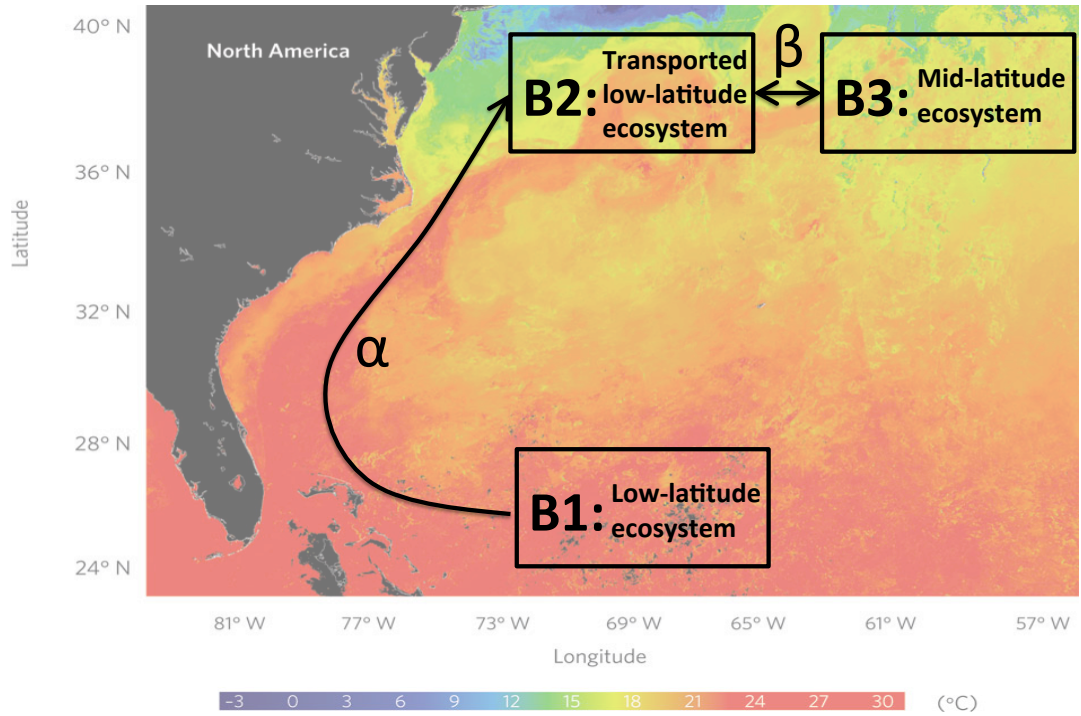 40° N
36° N
32° N
28° N
24° N
Latitude
North America
B2:
Transported
low-latitude
ecosystem
β
B3:
Mid-latitude
ecosystem
α
B1:
Low-latitude
ecosystem
81° W 77° W 73° W 69° W 65° W 61° W 57° W
Longitude
-3 0 3 6 9 12 15 18 21 24 27 30 (°C)